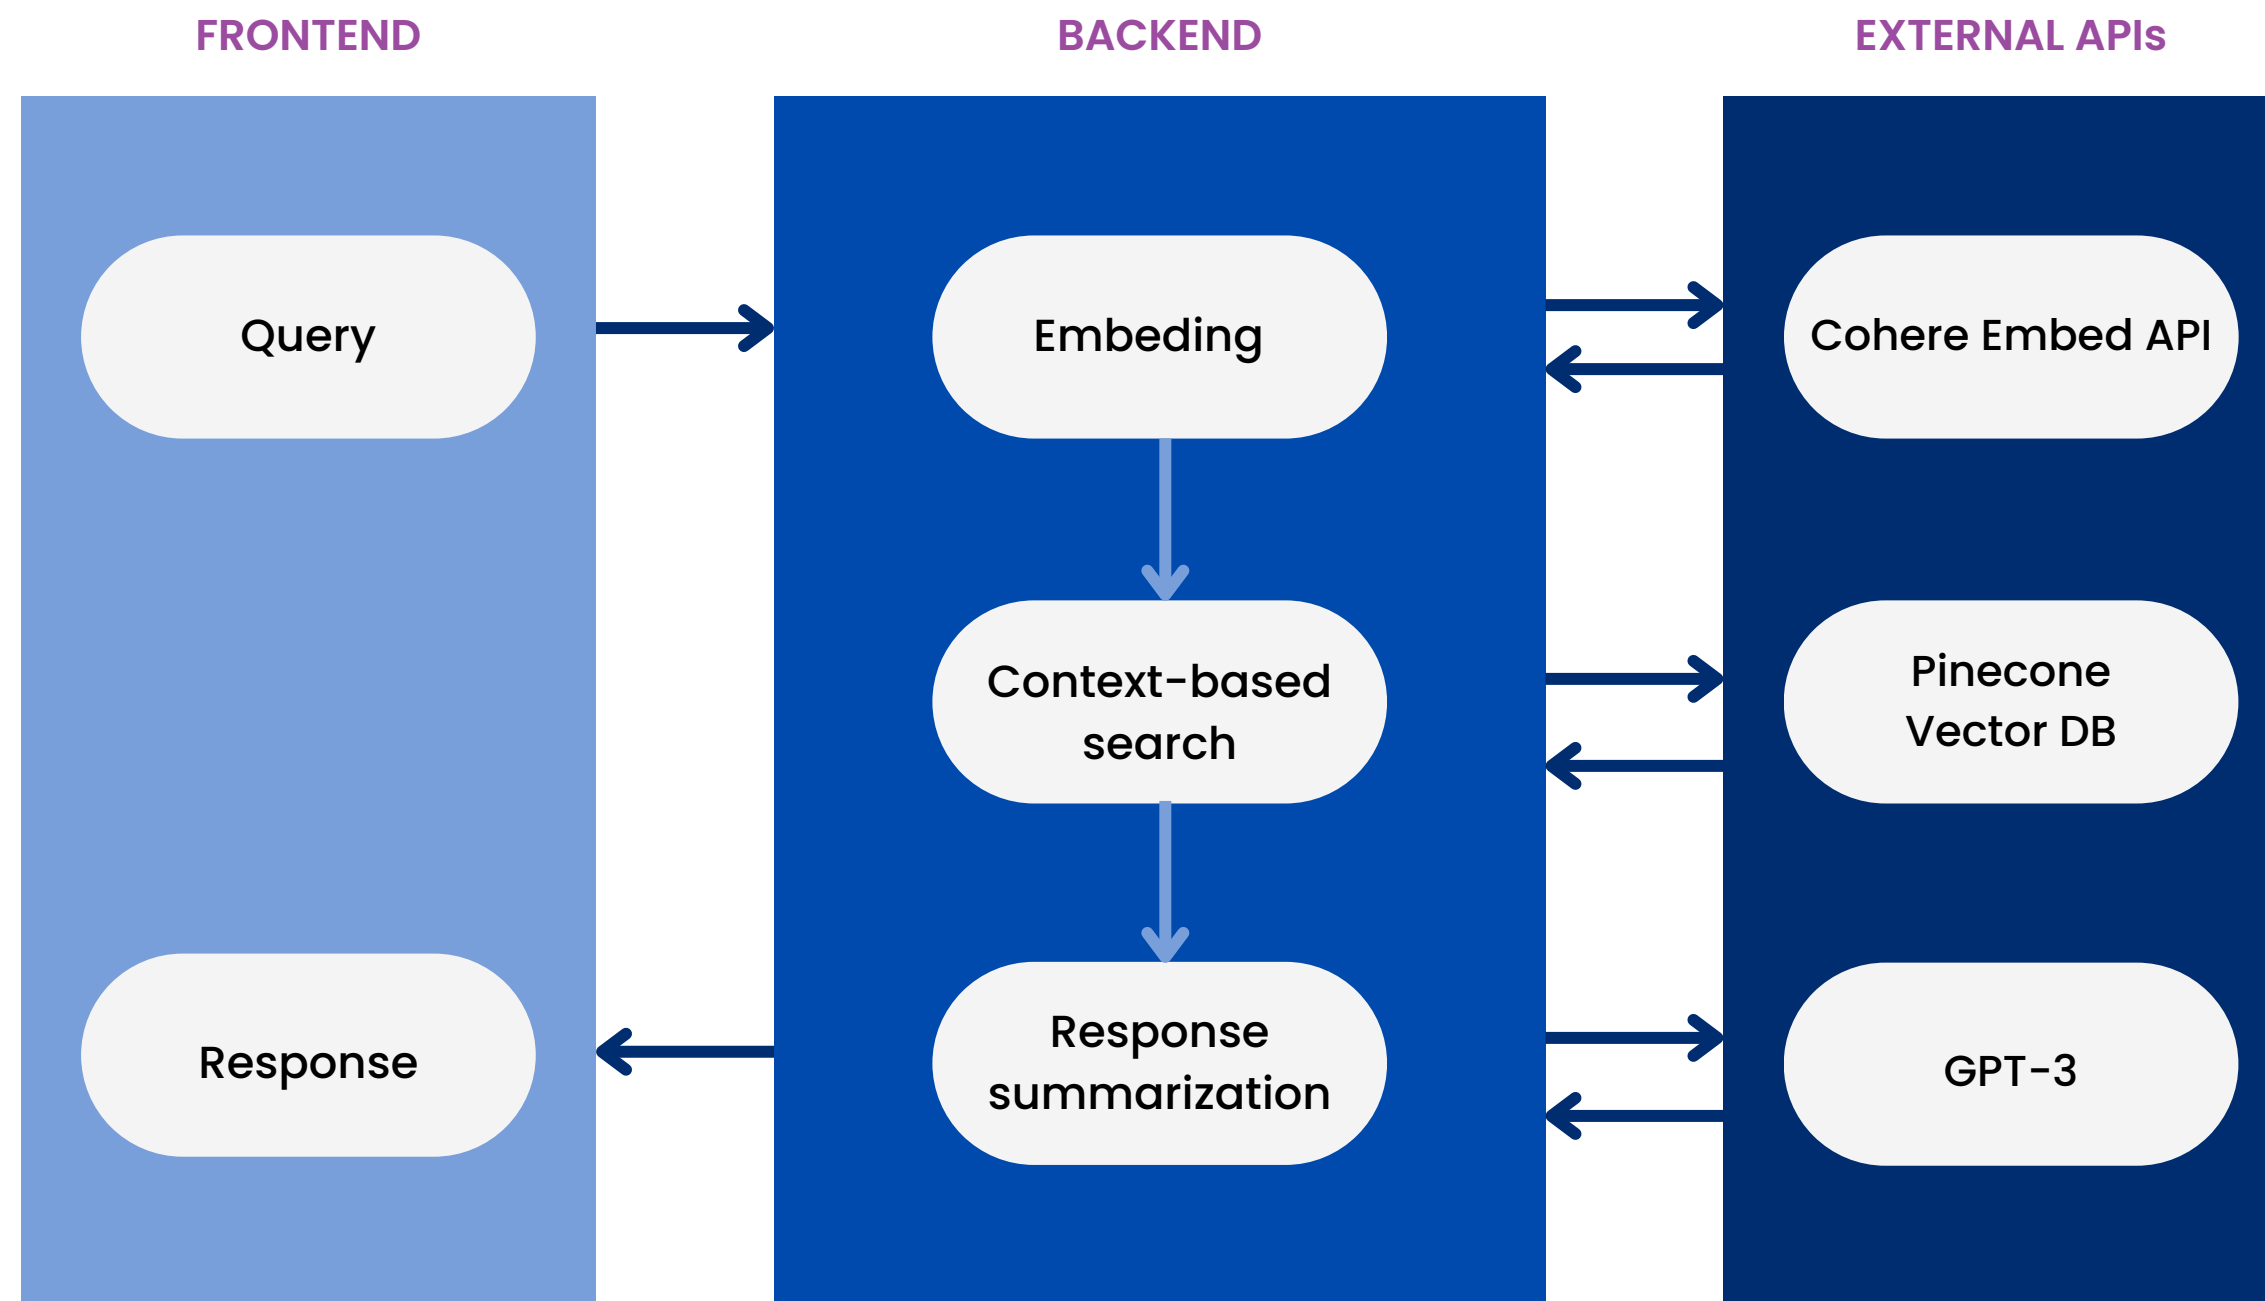 FRONTEND
BACKEND
EXTERNAL APIs
Query
Embeding
Cohere Embed API
Context-based
search
Pinecone
Vector DB
Response
Response
summarization
GPT-3